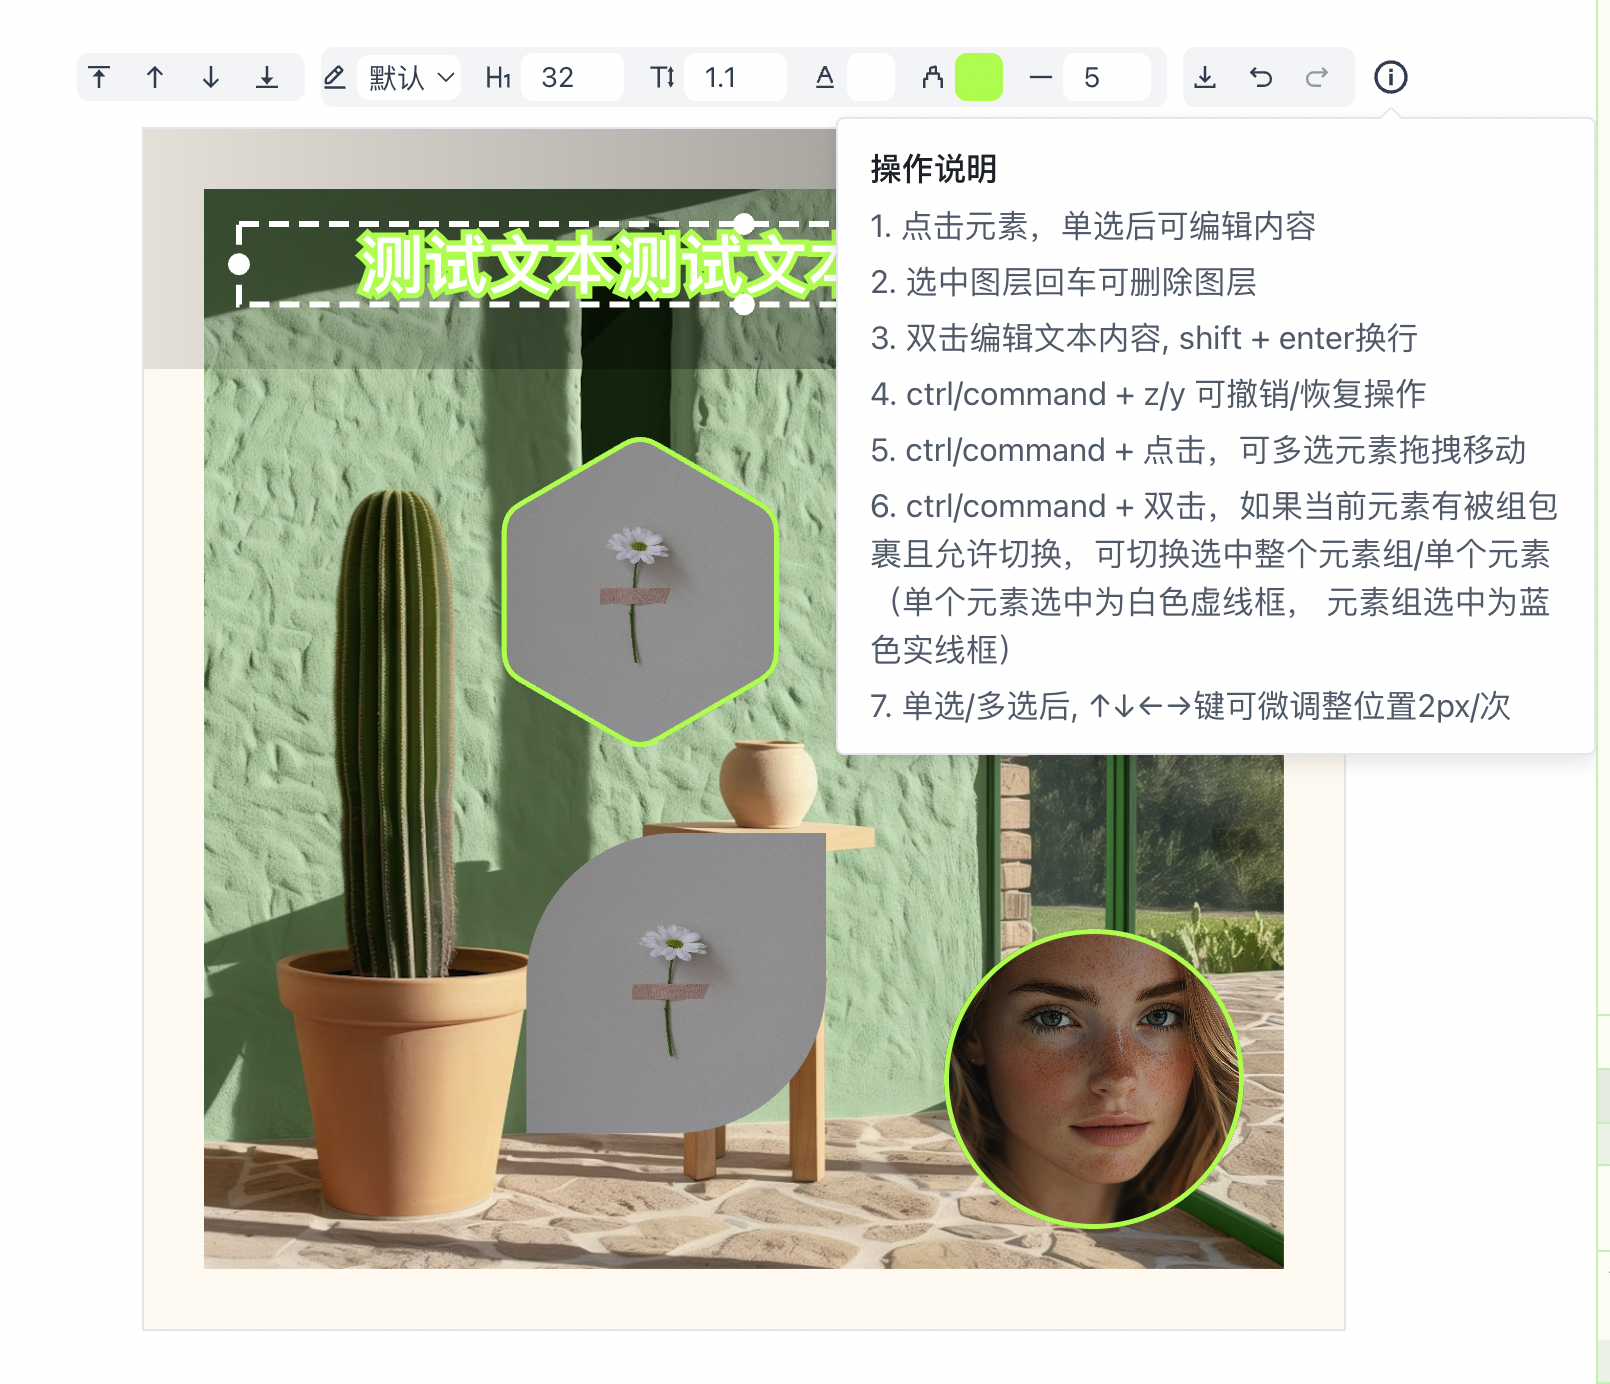 默认
H1
32
1.1
A
5
操作说明
1. 点击元素，单选后可编辑内容
2. 选中图层回车可删除图层
3. 双击编辑文本内容, shift + enter换行
4. ctrl/command + z/y 可撤销/恢复操作
5. ctrl/command + 点击，可多选元素拖拽移动
6. ctrl/command + 双击，如果当前元素有被组包
裹且允许切换，可切换选中整个元素组/单个元素
（单个元素选中为白色虚线框， 元素组选中为蓝
色实线框）
7. 单选/多选后, ↑↓←→键可微调整位置2px/次
测试文本测试文本